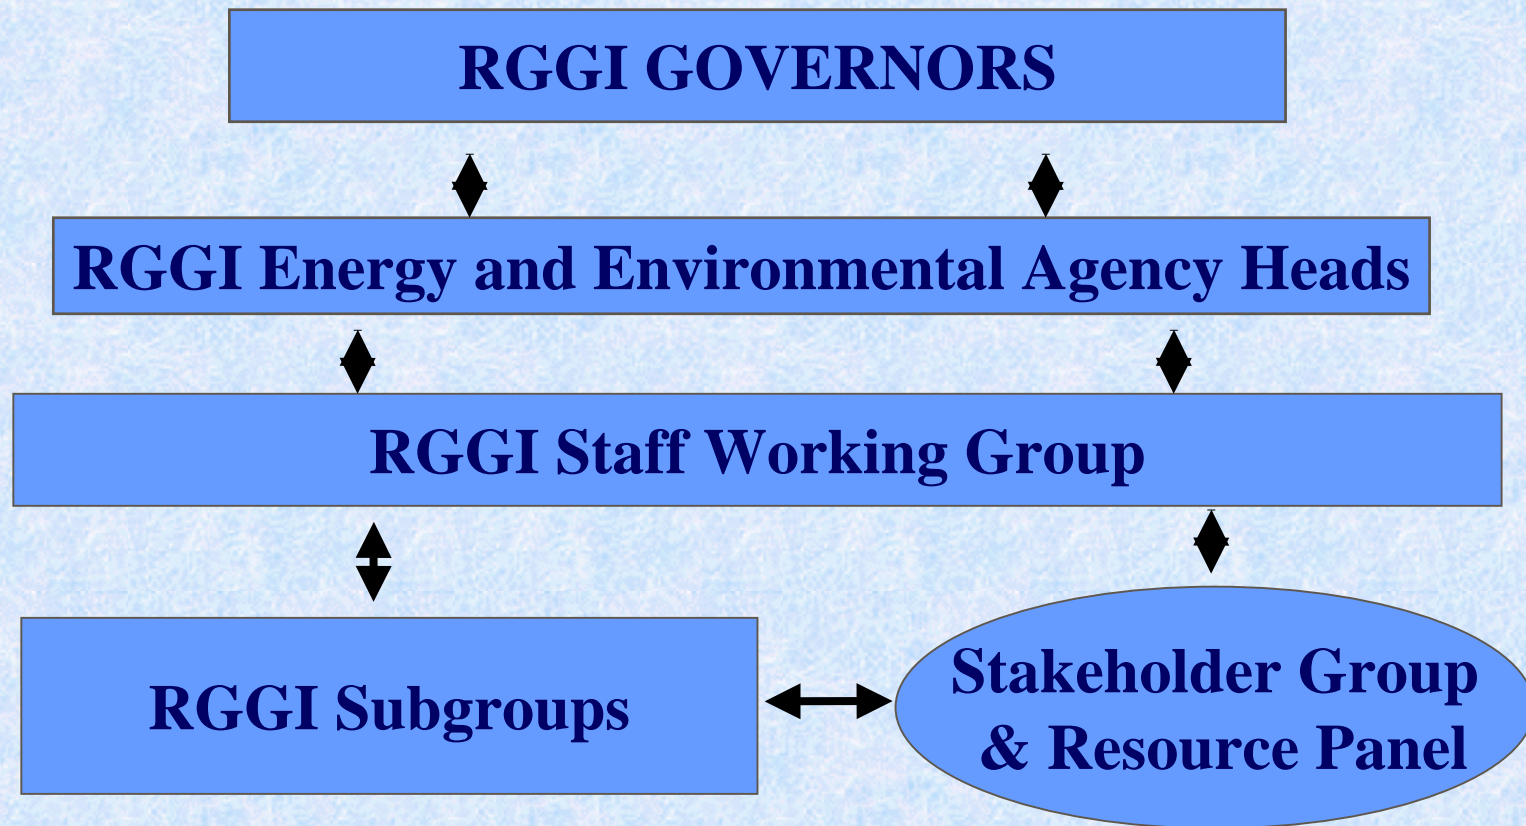 RGGI GOVERNORS
RGGI Energy and Environmental Agency Heads
RGGI Staff Working Group
RGGI Subgroups
Stakeholder Group
& Resource Panel